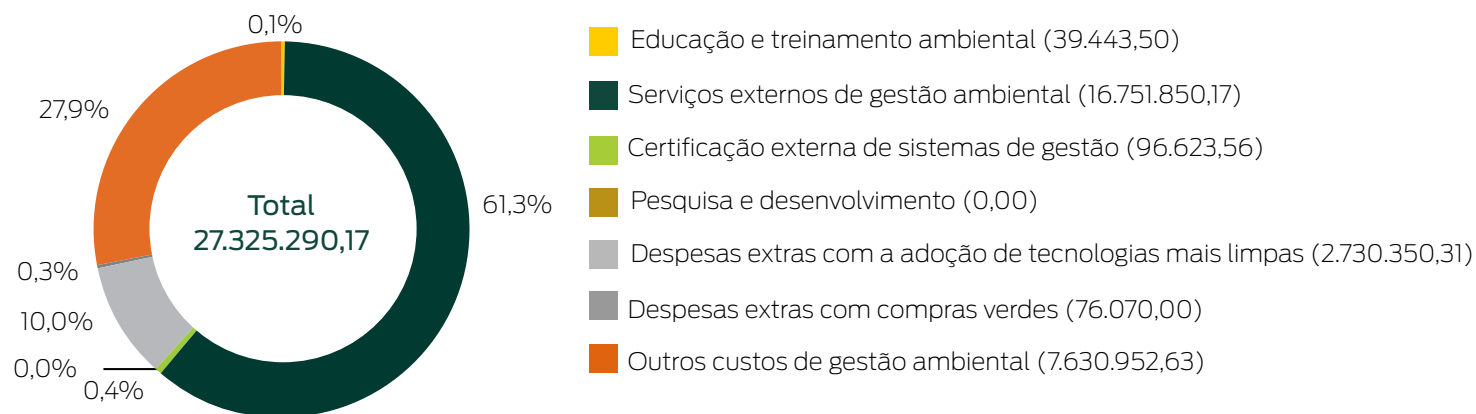 0,1%
27,9%
61,3%
0,3%
10,0%
0,0%
0,4%
Total
27.325.290,17
Educação e treinamento ambiental (39.443,50)
Serviços externos de gestão ambiental (16.751.850,17)
Certificação externa de sistemas de gestão (96.623,56)
Pesquisa e desenvolvimento (0,00)
Despesas extras com a adoção de tecnologias mais limpas (2.730.350,31)
Despesas extras com compras verdes (76.070,00)
Outros custos de gestão ambiental (7.630.952,63)